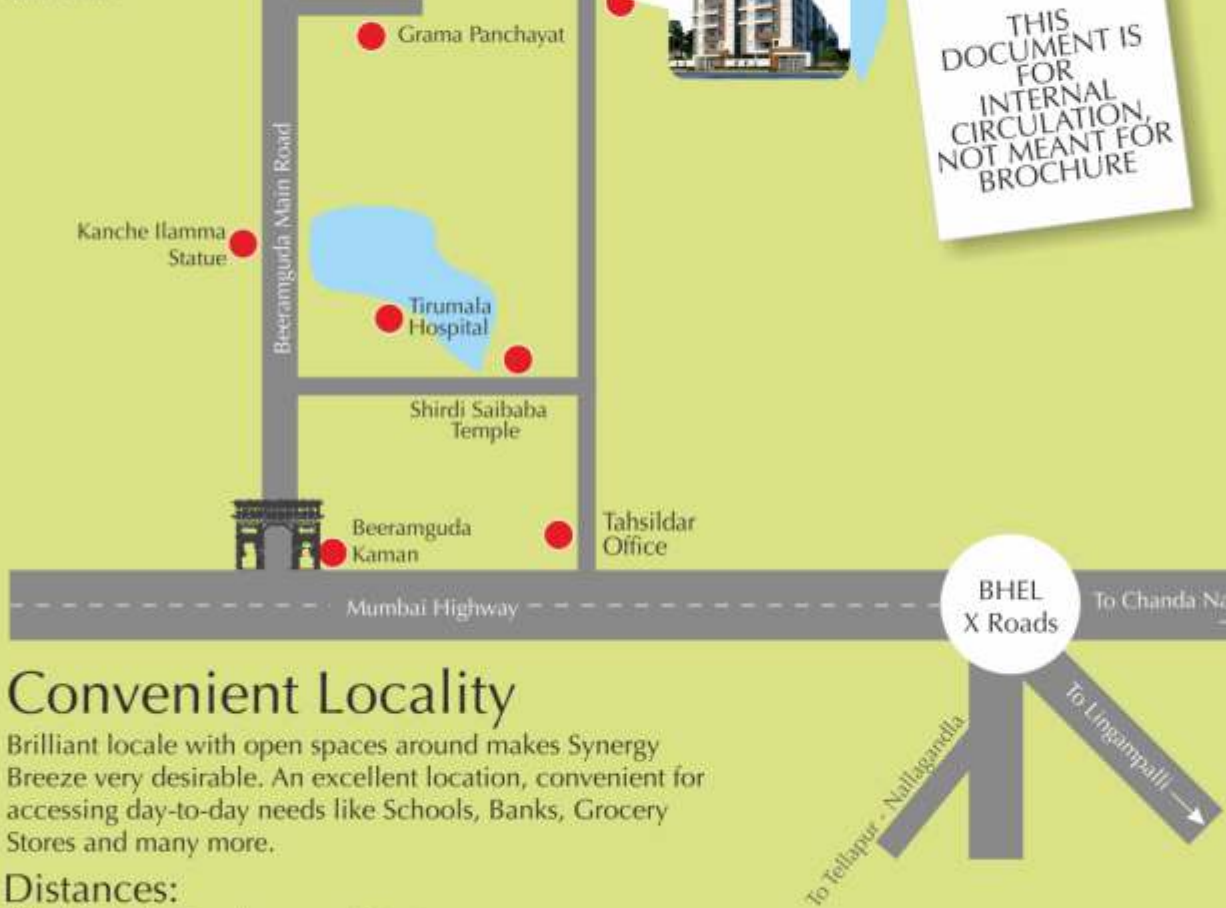 Grama Panchayat
THIS
DOCUMENT IS
FOR
INTERNAL
CIRCULATION,
NOT MEANT FOR
BROCHURE
Beeramguda Main Road
Kanche Ilamma
Statue
Tirumala
Hospital
Shirdi Saibaba
Temple
Beeramguda
Kaman
Tahsildar
Office
Mumbai Highway
BHEL
X Roads
To Chanda
To Lingampalli
To Tellapur - Nallagandla
Convenient Locality
Brilliant locale with open spaces around makes Synergy
Breeze very desirable. An excellent location, convenient for
accessing day-to-day needs like Schools, Banks, Grocery
Stores and many more.
Distances: